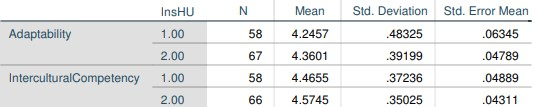 InsHU N Mean Std. Deviation Std. Error Mean
Adaptability 1.00 58 4.2457 .48325 .06345
2.00 67 4.3601 .39199 .04789
InterculturalCompetency 1.00 58 4.4655 .37236 .04889
2.00 66 4.5745 .35025 .04311